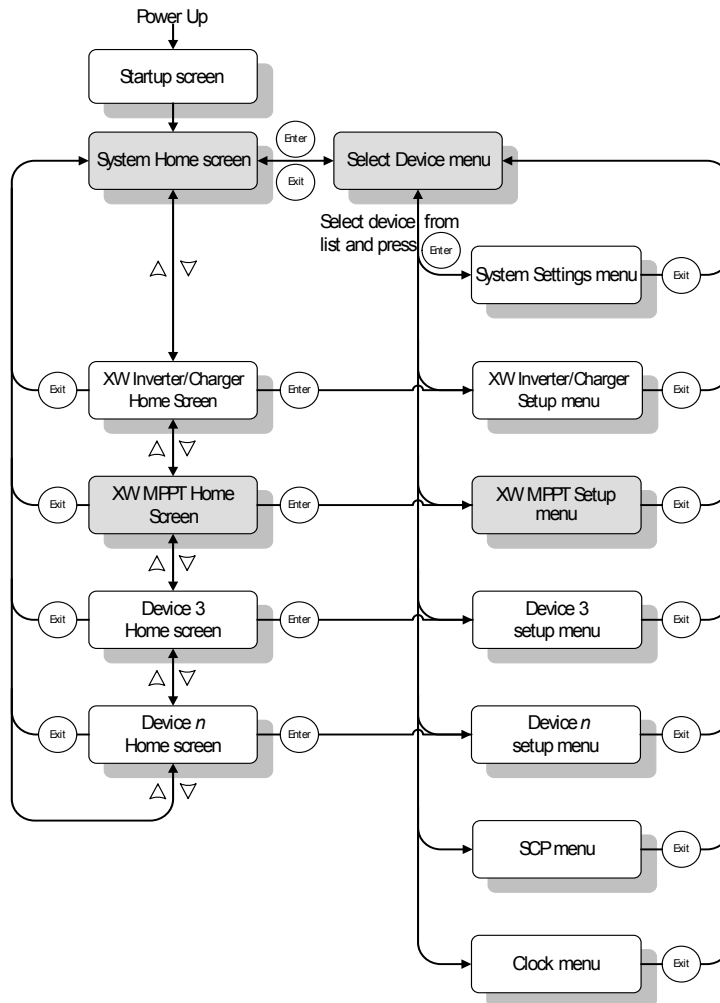 Power Up
Startup screen
System Home screen
Enter
Exit
Select Device menu
Select device from
list and press
Enter
System Settings menu
Exit
Exit
XW Inverter/Charger
Home Screen
Enter
XW Inverter/Charger
Setup menu
Exit
Exit
XW MPPT Home
Screen
Enter
XW MPPT Setup
menu
Exit
Exit
Device 3
Home screen
Enter
Device 3
setup menu
Exit
Exit
Device n
Home screen
Enter
Device n
setup menu
Exit
SCP menu
Exit
Clock menu
Exit